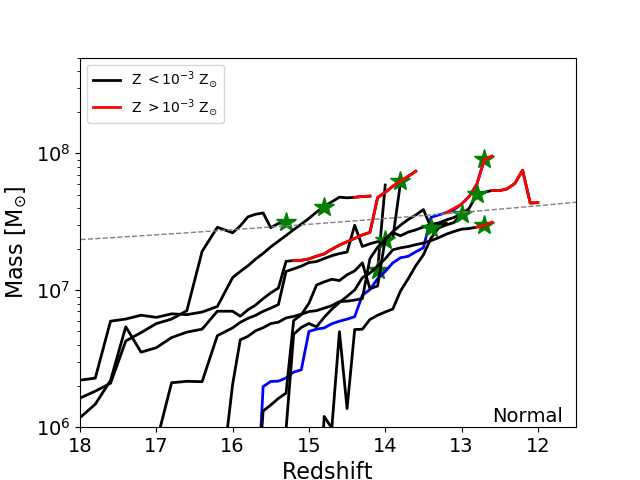 Z < 10⁻³ Z⊙
Z > 10⁻³ Z⊙
Mass [M⊙]
10⁸
10⁷
10⁶
Normal
18 17 16 15 14 13 12
Redshift